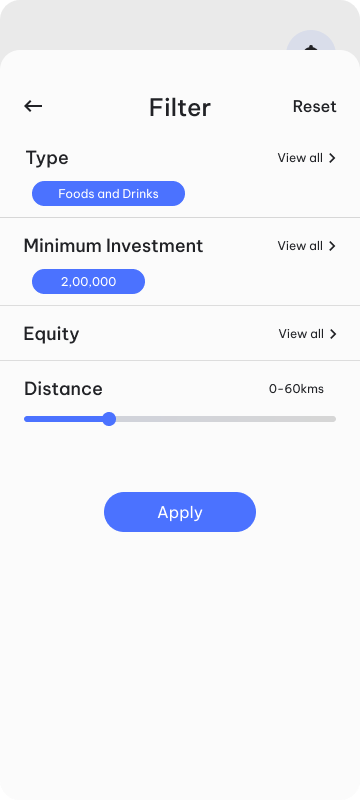 Filter
Reset
Type
View all
Foods and Drinks
Minimum Investment
View all
2,00,000
Equity
View all
Distance
0-60kms
Apply